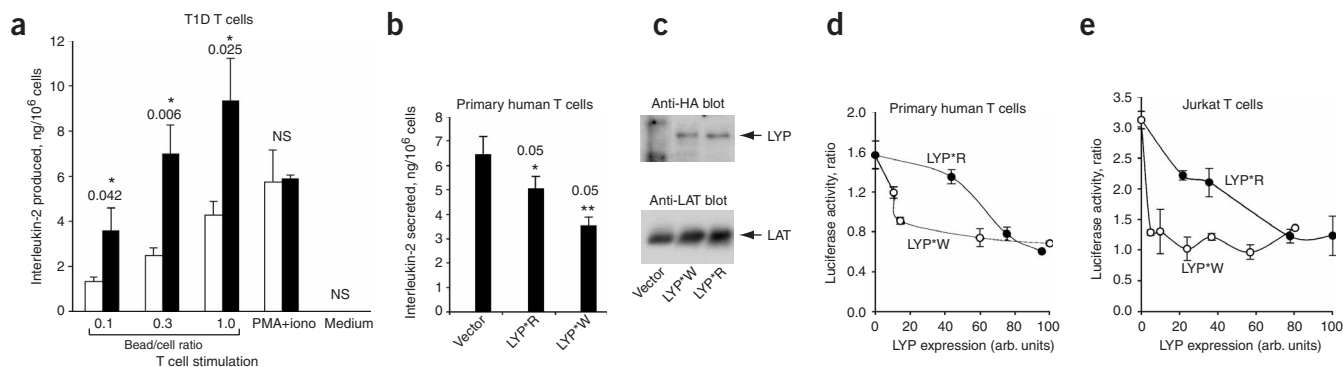 a
T1D T cells
Interleukin-2 produced, ng/10⁶ cells
12
10
8
6
4
2
0
0.042
*
0.006
*
0.025
*
NS
NS
0.1
0.3
1.0
PMA+iono
Medium
Bead/cell ratio
T cell stimulation
b
Primary human T cells
Interleukin-2 secreted, ng/10⁶ cells
9
8
7
6
5
4
3
2
1
0
0.05
*
0.05
**
Vector
LYP*R
LYP*W
c
Anti-HA blot
LYP
Anti-LAT blot
LAT
Vector
LYP*W
LYP*R
d
Primary human T cells
Luciferase activity, ratio
2.0
1.6
1.2
0.8
0.4
0
LYP*R
LYP*W
0
20
40
60
80
100
LYP expression (arb. units)
e
Jurkat T cells
Luciferase activity, ratio
3.5
3.0
2.5
2.0
1.5
1.0
0.5
0
LYP*R
LYP*W
0
20
40
60
80
100
LYP expression (arb. units)